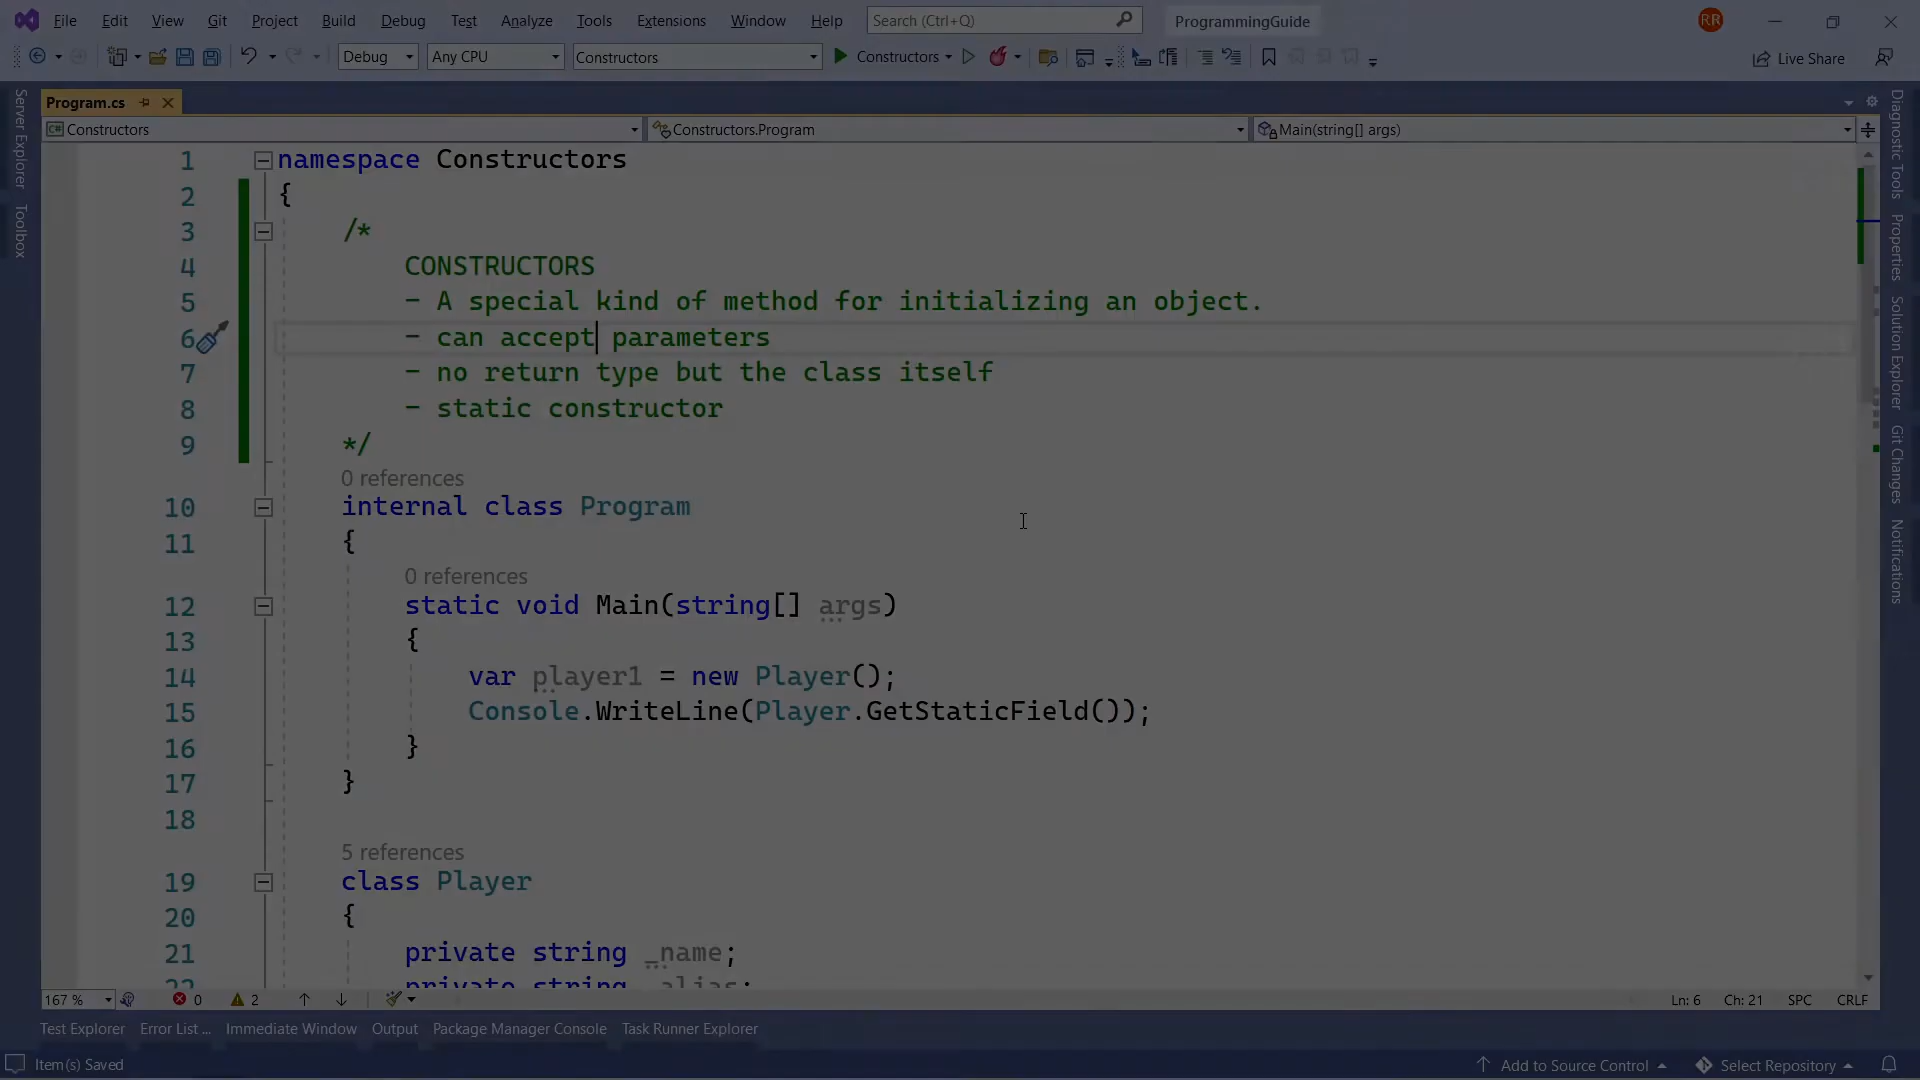 File Edit View Git Project Build Debug Test Analyze Tools Extensions Window Help Search (Ctrl+Q) ProgrammingGuide RR
Debug Any CPU Constructors Constructors Live Share
Program.cs
Constructors Constructors.Program Main(string[] args)
1 namespace Constructors
2 {
3 /*
4 CONSTRUCTORS
5 - A special kind of method for initializing an object.
6 - can accept parameters
7 - no return type but the class itself
8 - static constructor
9 */
0 references
10 internal class Program
11 {
0 references
12 static void Main(string[] args)
13 {
14 var player1 = new Player();
15 Console.WriteLine(Player.GetStaticField());
16 }
17 }
18
5 references
19 class Player
20 {
21 private string _name;
22 private string _alias;
Server Explorer
Toolbox
Diagnostic Tools
Properties
Solution Explorer
Git Changes
Notifications
167 % 0 2 Ln: 6 Ch: 21 SPC CRLF
Test Explorer Error List ... Immediate Window Output Package Manager Console Task Runner Explorer
Item(s) Saved Add to Source Control Select Repository